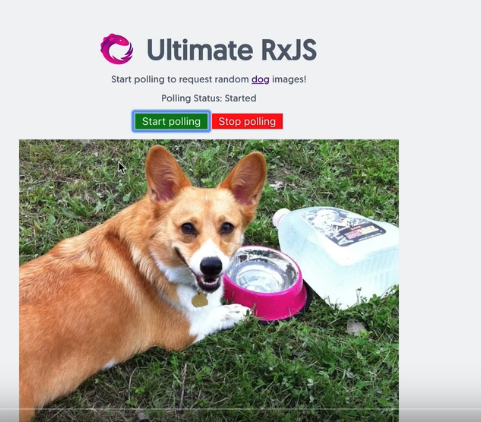 Ultimate RxJS
Start polling to request random dog images!
Polling Status: Started
Start polling Stop polling